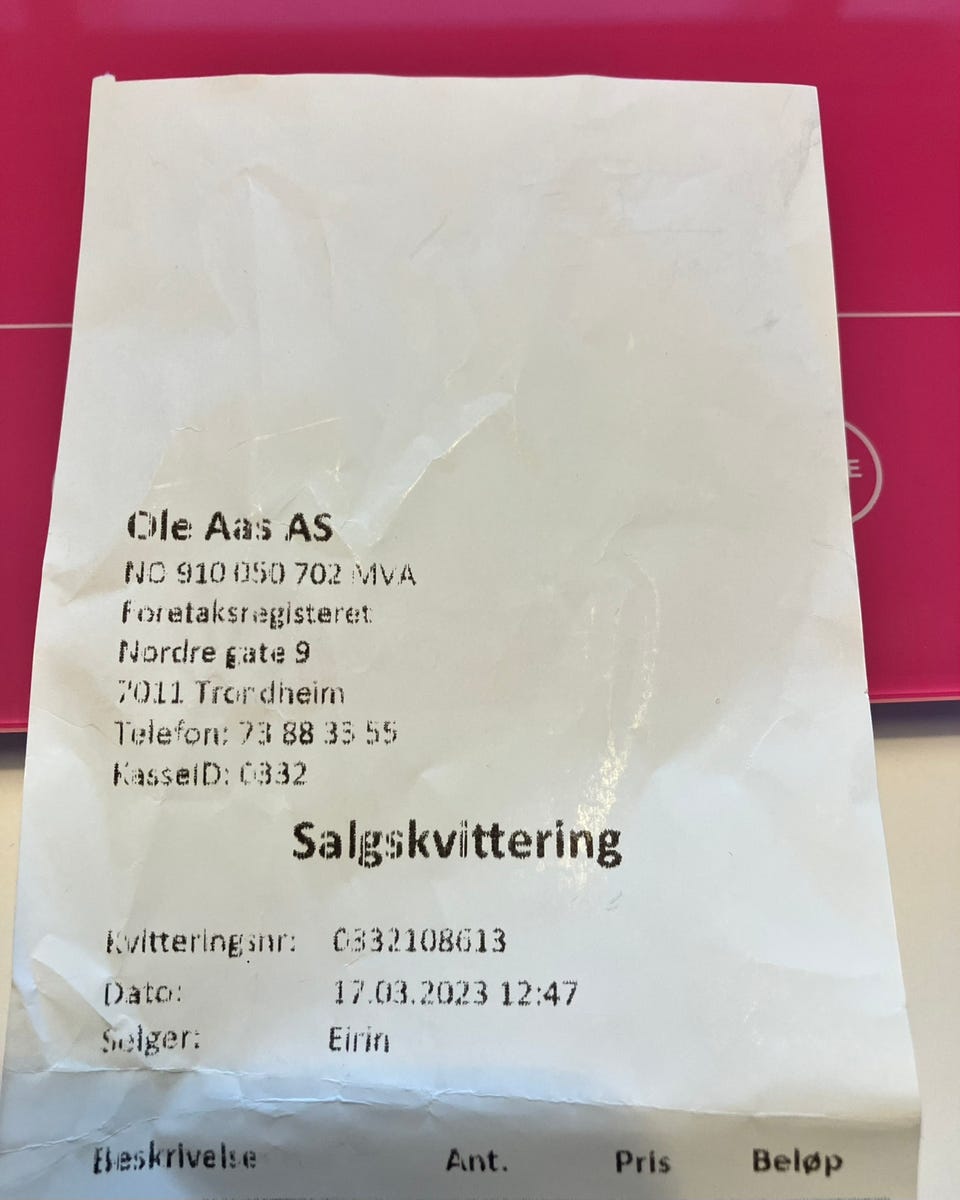 Ole Aas AS
NO 910 050 702 MVA
Foretaksregisteret
Nordre gate 9
7011 Trondheim
Telefon: 73 88 33 55
KasseID: 0332
Salgskvittering
Kvitteringsnr: 0332108613
Dato: 17.03.2023 12:47
Selger: Eirin
Beskrivelse Ant. Pris Beløp